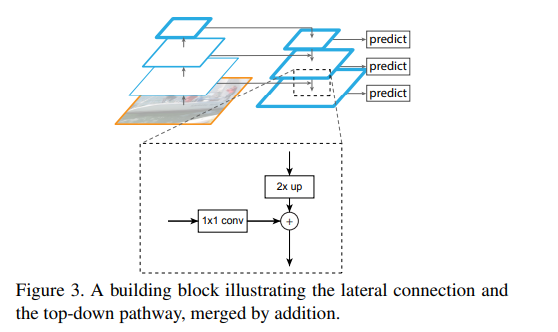 predict
predict
predict
2x up
1x1 conv
+
Figure 3. A building block illustrating the lateral connection and
the top-down pathway, merged by addition.